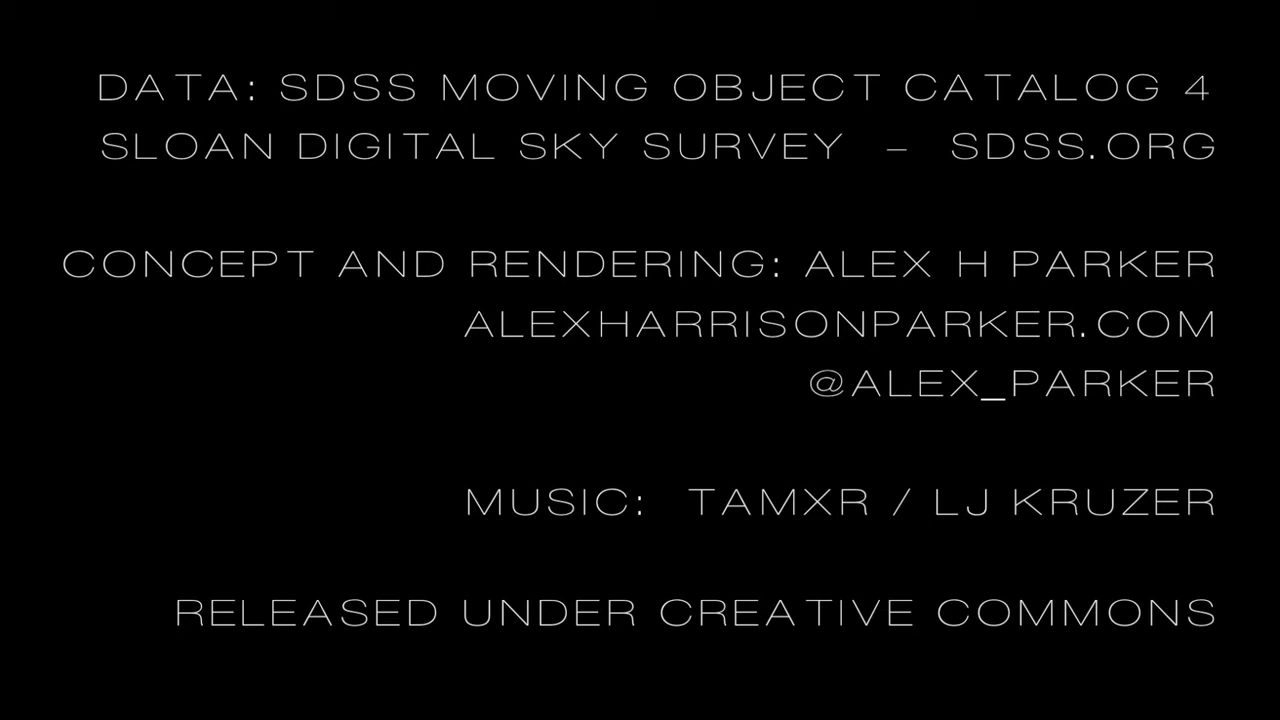 DATA: SDSS MOVING OBJECT CATALOG 4
SLOAN DIGITAL SKY SURVEY – SDSS.ORG
CONCEPT AND RENDERING: ALEX H PARKER
ALEXHARRISONPARKER.COM
@ALEX_PARKER
MUSIC: TAMXR / LJ KRUZER
RELEASED UNDER CREATIVE COMMONS